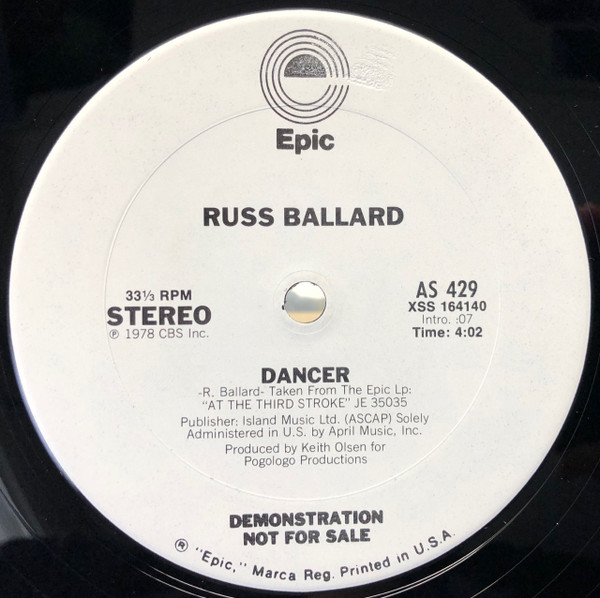 Epic
RUSS BALLARD
33⅓ RPM
STEREO
℗ 1978 CBS Inc.
AS 429
XSS 164140
Intro. :07
Time: 4:02
DANCER
-R. Ballard- Taken From The Epic Lp:
"AT THE THIRD STROKE" JE 35035
Publisher: Island Music Ltd. (ASCAP) Solely
Administered in U.S. by April Music, Inc.
Produced by Keith Olsen for
Pogologo Productions
DEMONSTRATION
NOT FOR SALE
® "Epic," Marca Reg. Printed in U.S.A.